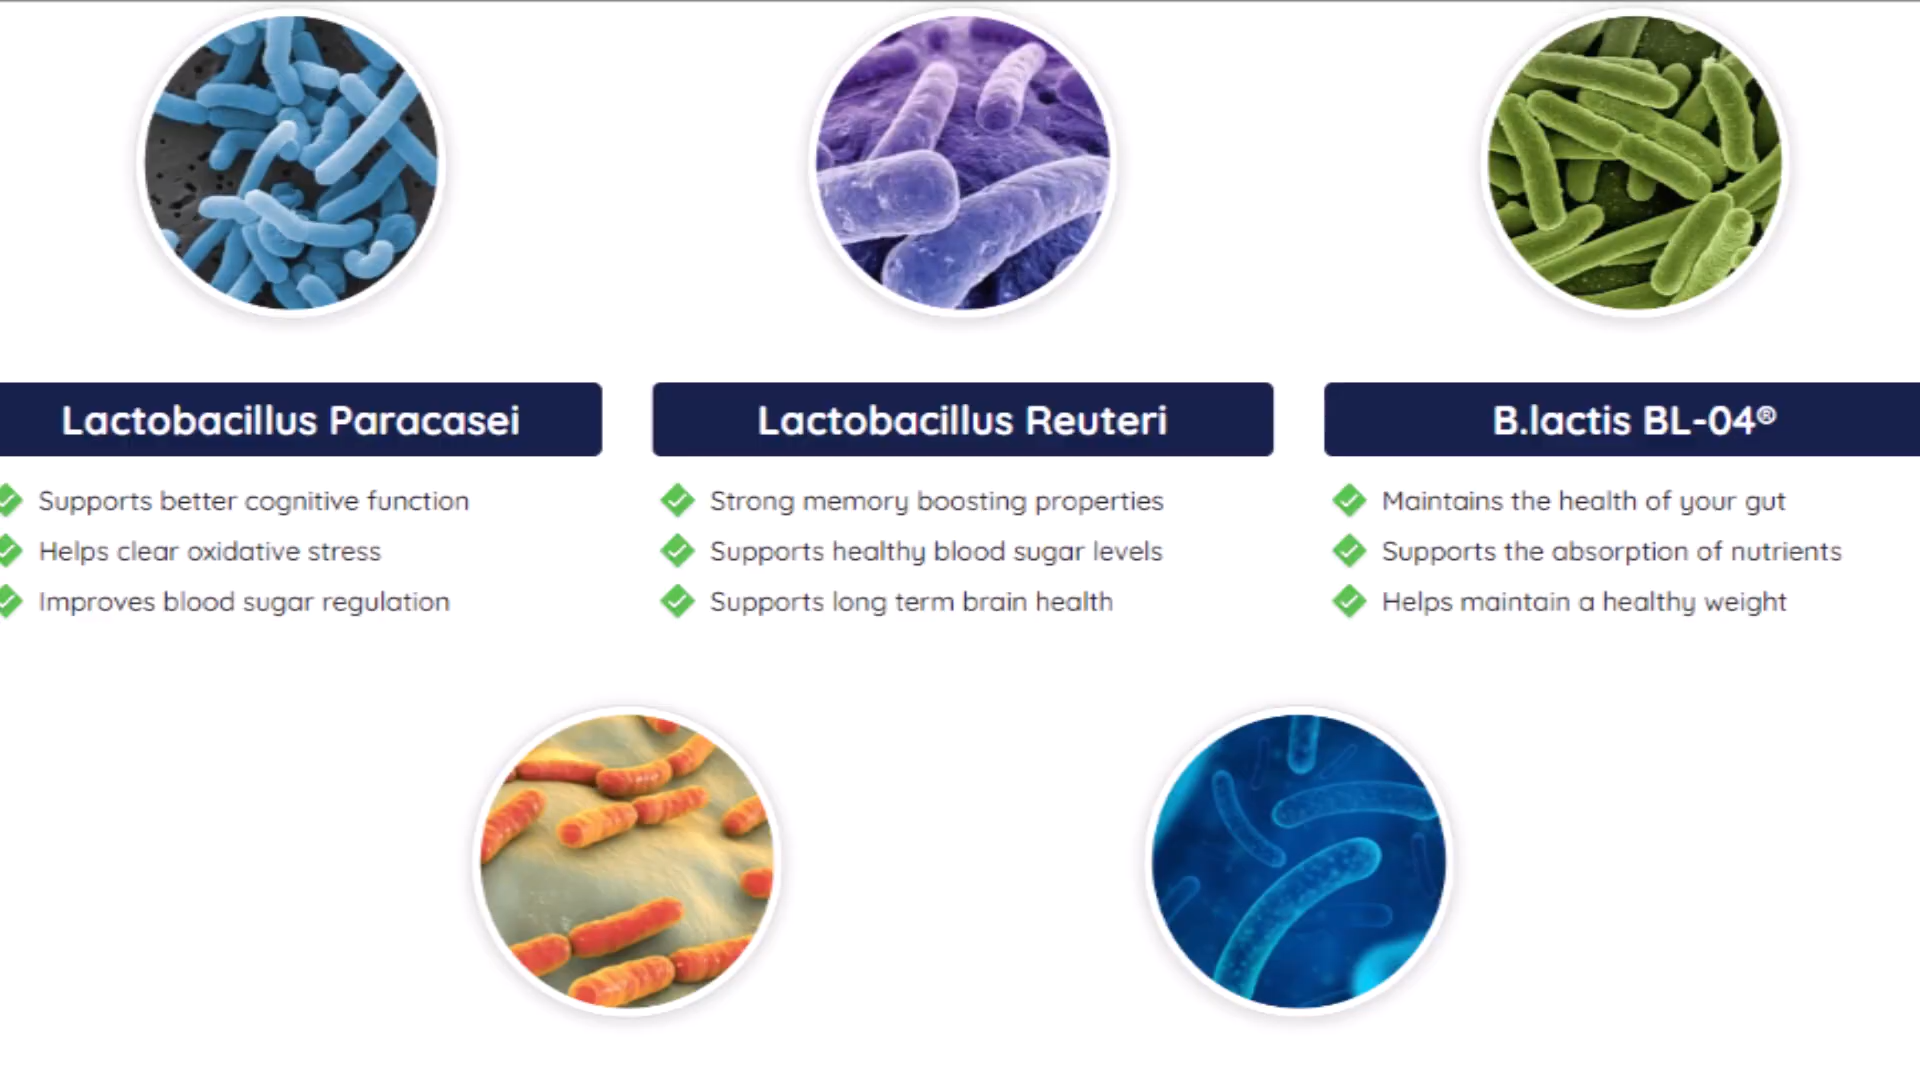 Lactobacillus Paracasei
Supports better cognitive function
Helps clear oxidative stress
Improves blood sugar regulation
Lactobacillus Reuteri
Strong memory boosting properties
Supports healthy blood sugar levels
Supports long term brain health
B.lactis BL-04®
Maintains the health of your gut
Supports the absorption of nutrients
Helps maintain a healthy weight